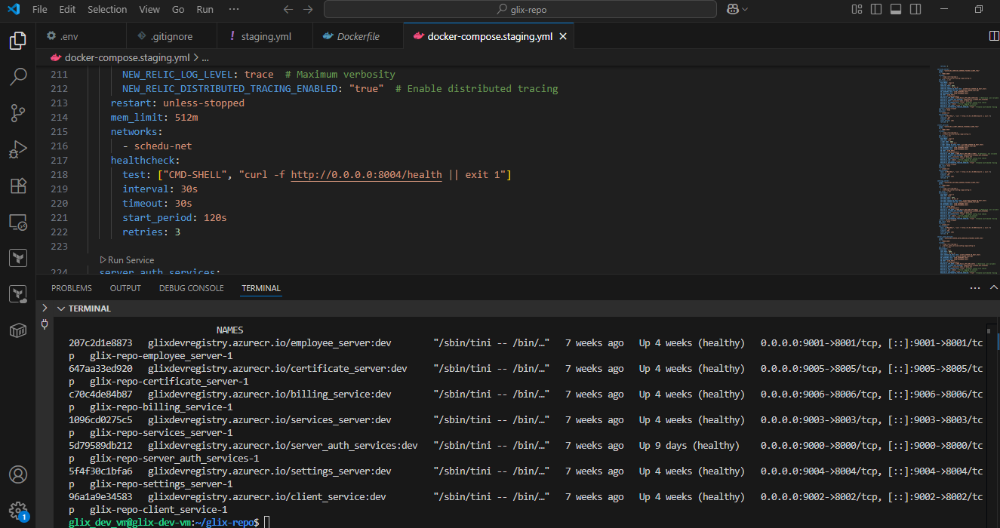 File Edit Selection View Go Run ··· glix-repo
.env .gitignore ! staging.yml Dockerfile docker-compose.staging.yml
docker-compose.staging.yml > ...
211 NEW_RELIC_LOG_LEVEL: trace # Maximum verbosity
212 NEW_RELIC_DISTRIBUTED_TRACING_ENABLED: "true" # Enable distributed tracing
213 restart: unless-stopped
214 mem_limit: 512m
215 networks:
216 - schedu-net
217 healthcheck:
218 test: ["CMD-SHELL", "curl -f http://0.0.0.0:8004/health || exit 1"]
219 interval: 30s
220 timeout: 30s
221 start_period: 120s
222 retries: 3
223
Run Service
224 server_auth_services:
PROBLEMS OUTPUT DEBUG CONSOLE TERMINAL ···
TERMINAL
NAMES
207c2d1e8873 glixdevregistry.azurecr.io/employee_server:dev "/sbin/tini -- /bin/…" 7 weeks ago Up 4 weeks (healthy) 0.0.0.0:9001->8001/tcp, [::]:9001->8001/tc
p glix-repo-employee_server-1
647aa33ed920 glixdevregistry.azurecr.io/certificate_server:dev "/sbin/tini -- /bin/…" 7 weeks ago Up 4 weeks (healthy) 0.0.0.0:9005->8005/tcp, [::]:9005->8005/tc
p glix-repo-certificate_server-1
c70c4de84b87 glixdevregistry.azurecr.io/billing_service:dev "/sbin/tini -- /bin/…" 7 weeks ago Up 4 weeks (healthy) 0.0.0.0:9006->8006/tcp, [::]:9006->8006/tc
p glix-repo-billing_service-1
1096cd0275c5 glixdevregistry.azurecr.io/services_server:dev "/sbin/tini -- /bin/…" 7 weeks ago Up 4 weeks (healthy) 0.0.0.0:9003->8003/tcp, [::]:9003->8003/tc
p glix-repo-services_server-1
5d79589db212 glixdevregistry.azurecr.io/server_auth_services:dev "/sbin/tini -- /bin/…" 7 weeks ago Up 9 days (healthy) 0.0.0.0:9000->8000/tcp, [::]:9000->8000/tc
p glix-repo-server_auth_services-1
5f4f30c1bfa6 glixdevregistry.azurecr.io/settings_server:dev "/sbin/tini -- /bin/…" 7 weeks ago Up 4 weeks (healthy) 0.0.0.0:9004->8004/tcp, [::]:9004->8004/tc
p glix-repo-settings_server-1
96a1a9e34583 glixdevregistry.azurecr.io/client_service:dev "/sbin/tini -- /bin/…" 7 weeks ago Up 4 weeks (healthy) 0.0.0.0:9002->8002/tcp, [::]:9002->8002/tc
p glix-repo-client_service-1
glix_dev_vm@glix-dev-vm:~/glix-repo$
1